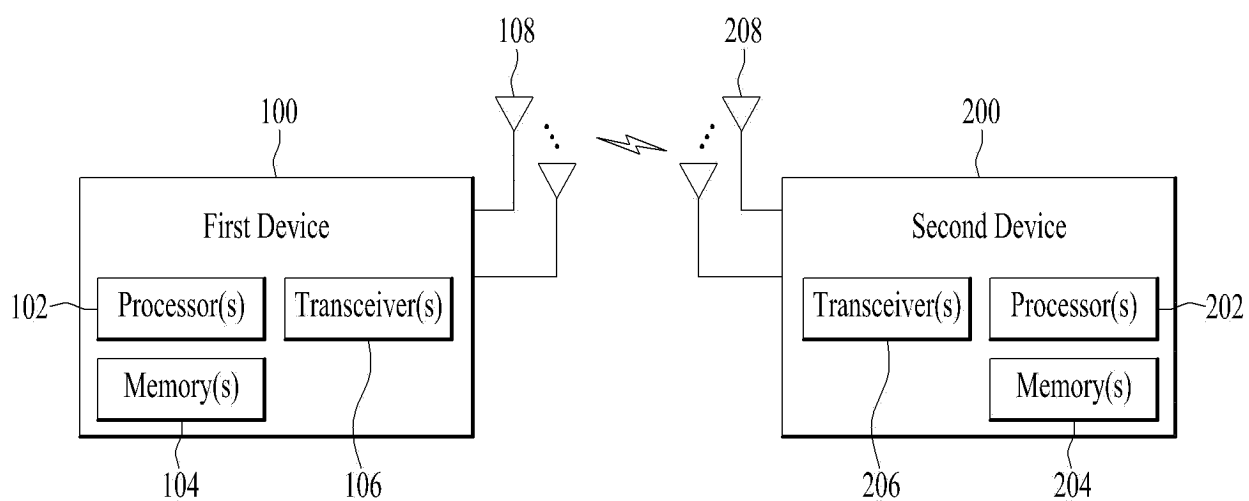 108
208
100
200
First Device
Second Device
102
Processor(s)
Transceiver(s)
Transceiver(s)
Processor(s)
202
Memory(s)
Memory(s)
104
106
206
204